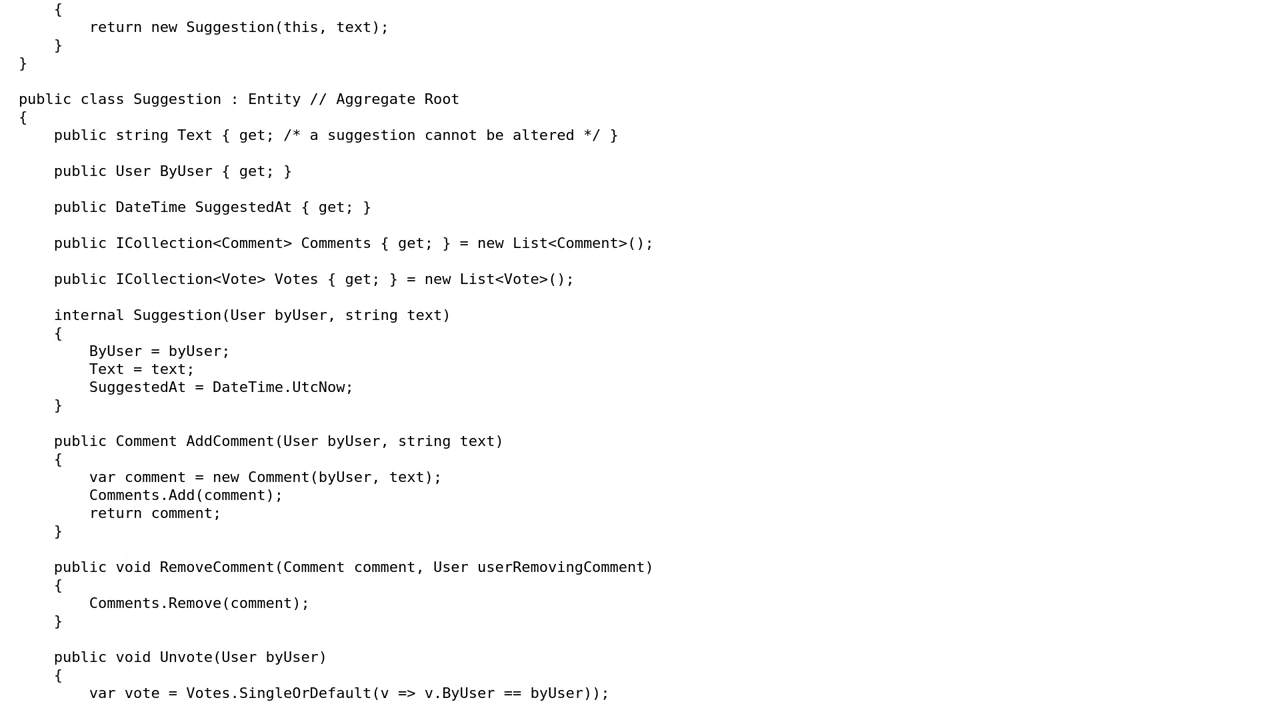 {
return new Suggestion(this, text);
}
}
public class Suggestion : Entity // Aggregate Root
{
public string Text { get; /* a suggestion cannot be altered */ }
public User ByUser { get; }
public DateTime SuggestedAt { get; }
public ICollection<Comment> Comments { get; } = new List<Comment>();
public ICollection<Vote> Votes { get; } = new List<Vote>();
internal Suggestion(User byUser, string text)
{
ByUser = byUser;
Text = text;
SuggestedAt = DateTime.UtcNow;
}
public Comment AddComment(User byUser, string text)
{
var comment = new Comment(byUser, text);
Comments.Add(comment);
return comment;
}
public void RemoveComment(Comment comment, User userRemovingComment)
{
Comments.Remove(comment);
}
public void Unvote(User byUser)
{
var vote = Votes.SingleOrDefault(v => v.ByUser == byUser));